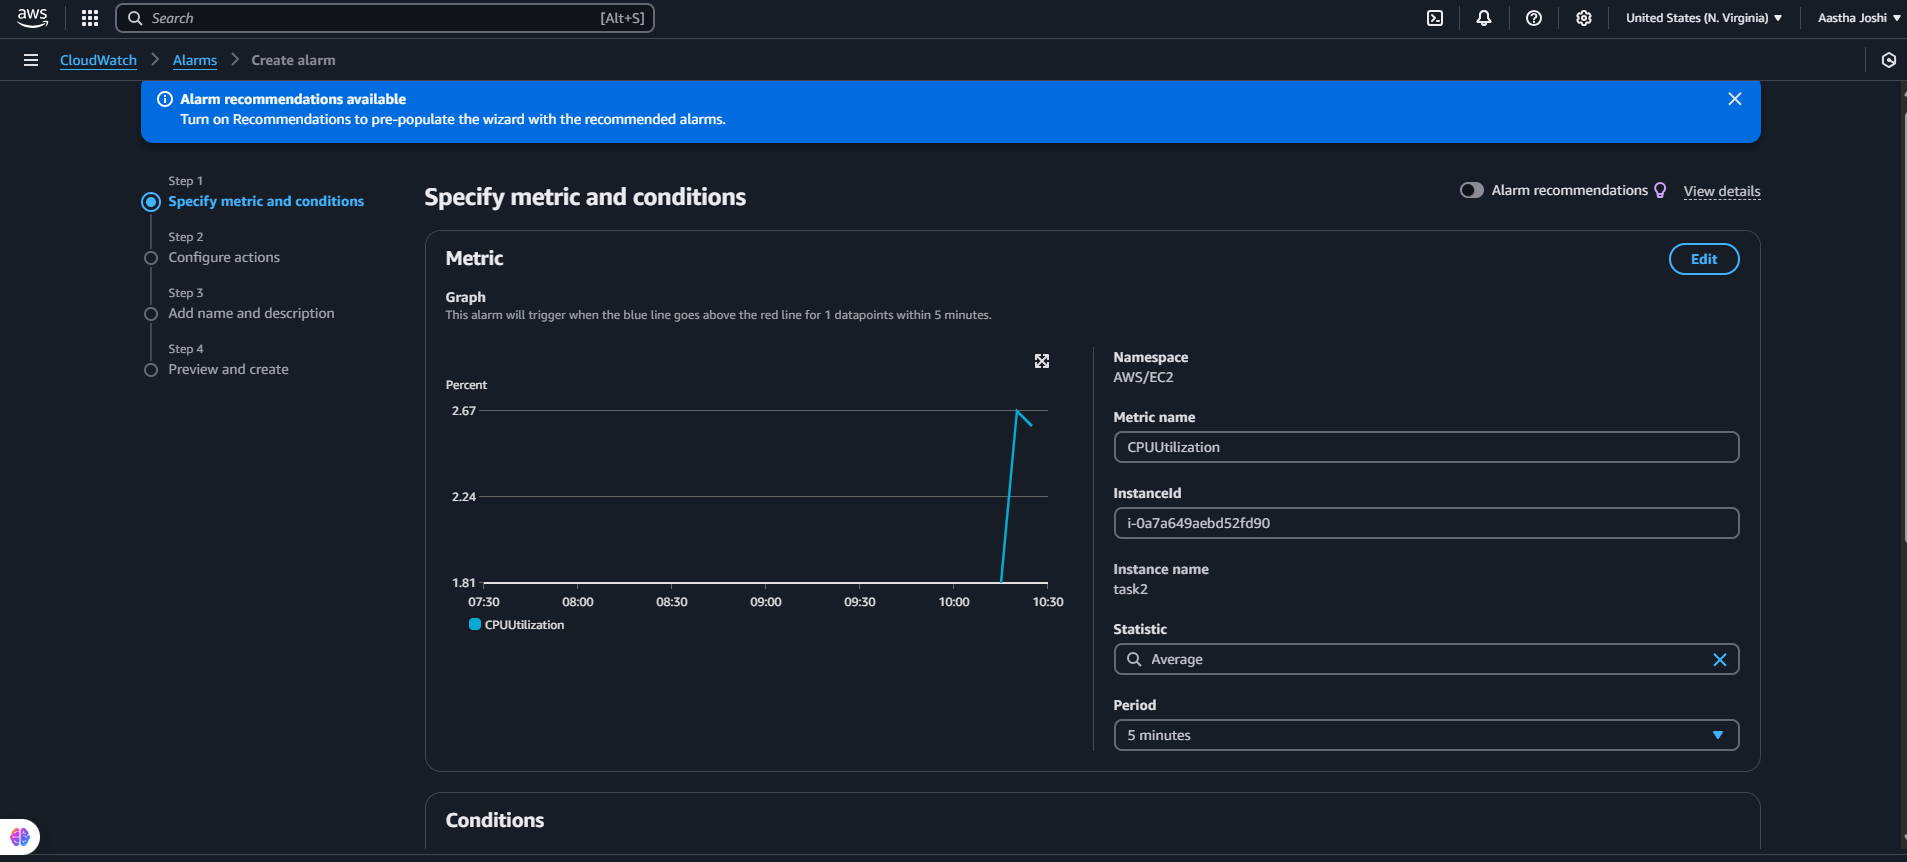 aws
Search [Alt+S]
United States (N. Virginia)
Aastha Joshi
CloudWatch
Alarms
Create alarm
Alarm recommendations available
Turn on Recommendations to pre-populate the wizard with the recommended alarms.
Step 1
Specify metric and conditions
Step 2
Configure actions
Step 3
Add name and description
Step 4
Preview and create
Specify metric and conditions
Alarm recommendations
View details
Metric
Edit
Graph
This alarm will trigger when the blue line goes above the red line for 1 datapoints within 5 minutes.
Percent
2.67
2.24
1.81
07:30 08:00 08:30 09:00 09:30 10:00 10:30
CPUUtilization
Namespace
AWS/EC2
Metric name
CPUUtilization
InstanceId
i-0a7a649aebd52fd90
Instance name
task2
Statistic
Average
Period
5 minutes
Conditions